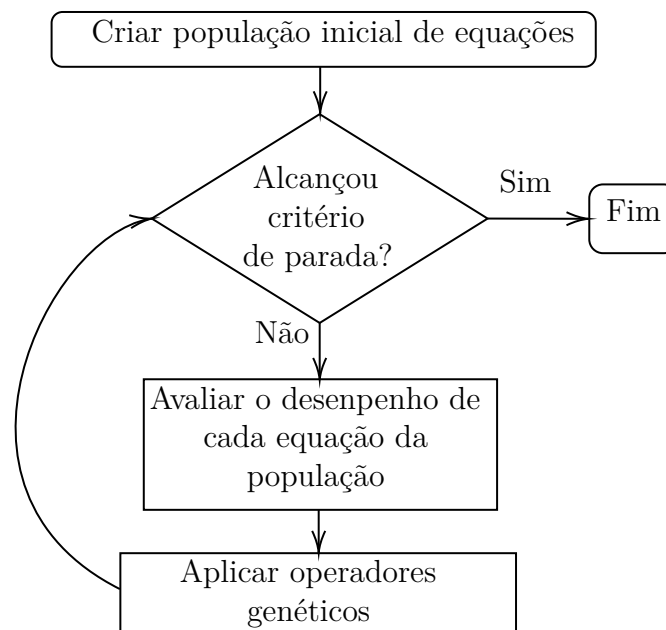 Criar população inicial de equações
Alcançou
critério
de parada?
Sim
Fim
Não
Avaliar o desenpenho de
cada equação da
população
Aplicar operadores
genéticos